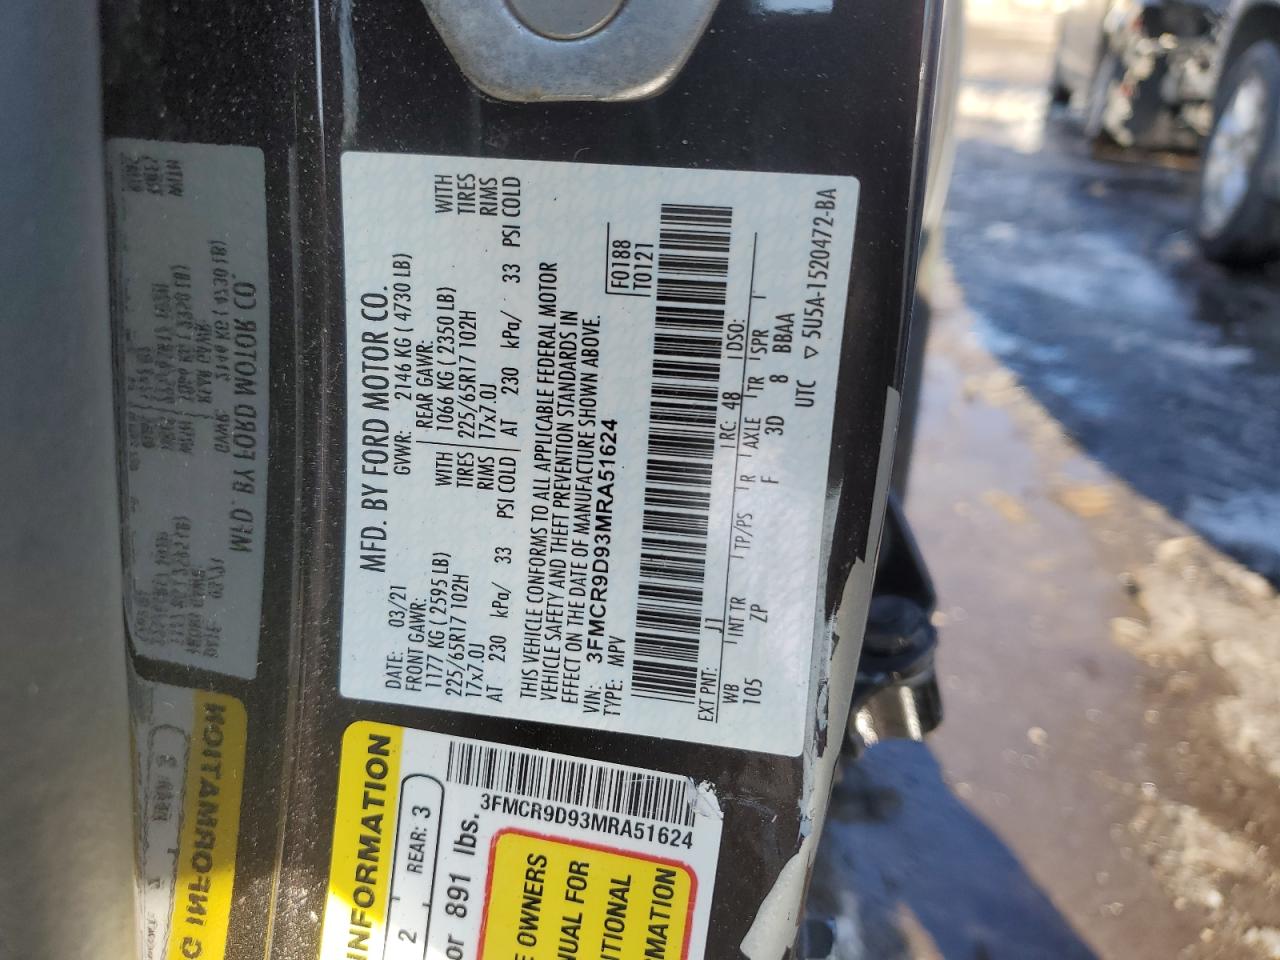 MFD. BY FORD MOTOR CO.
DATE: 03/21 GVWR: 2146 KG ( 4730 LB)
FRONT GAWR: REAR GAWR:
1177 KG ( 2595 LB) WITH 1066 KG ( 2350 LB) WITH
225/65R17 102H TIRES 225/65R17 102H TIRES
17x7.0J RIMS 17x7.0J RIMS
AT 230 kPa/ 33 PSI COLD AT 230 kPa/ 33 PSI COLD
THIS VEHICLE CONFORMS TO ALL APPLICABLE FEDERAL MOTOR
VEHICLE SAFETY AND THEFT PREVENTION STANDARDS IN
EFFECT ON THE DATE OF MANUFACTURE SHOWN ABOVE.
VIN: 3FMCR9D93MRA51624 F0188
TYPE: MPV T0121
EXT PNT: J1 RC: 48 DSO:
WB INT TR TP/PS R AXLE TR SPR
105 ZP F 3D 8 BBAA
UTC ▽ 5U5A-1520472-BA
INFORMATION
2 REAR: 3
or 891 lbs.
3FMCR9D93MRA51624
OWNERS
NUAL FOR
ITIONAL
RMATION
MFD. BY FORD MOTOR CO.
INFORMATION